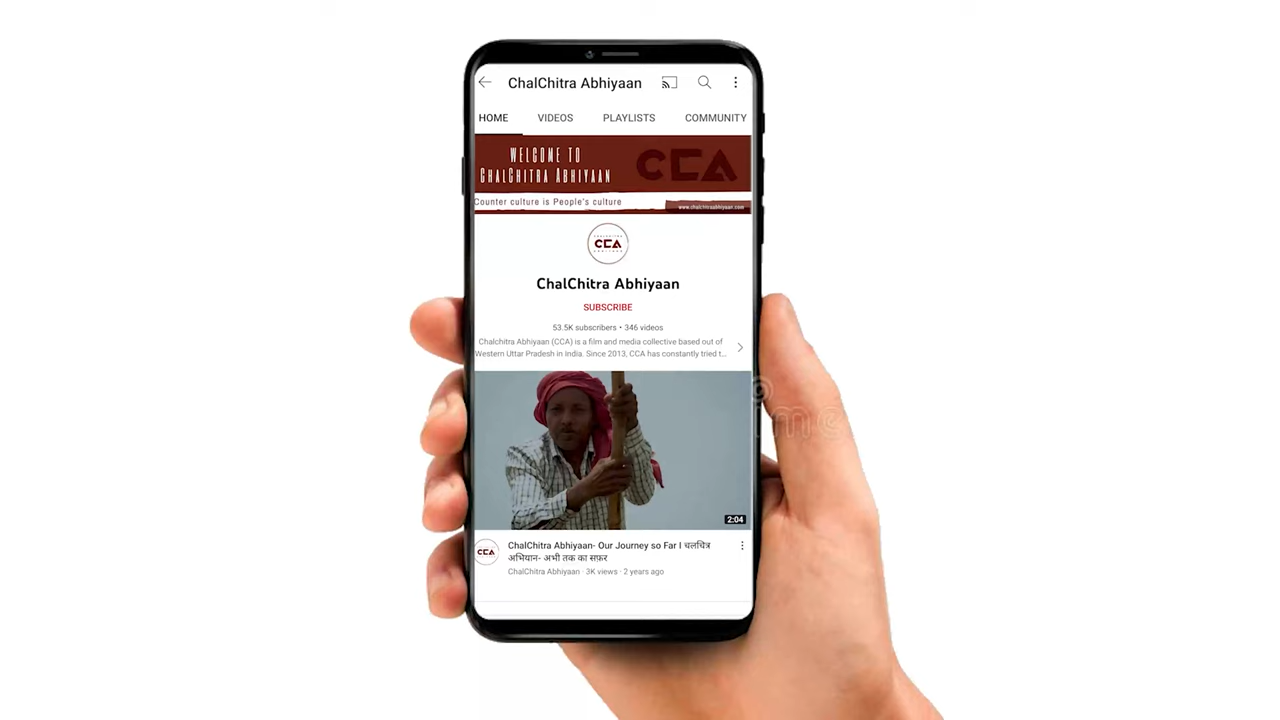 ChalChitra Abhiyaan
HOME VIDEOS PLAYLISTS COMMUNITY
WELCOME TO
CHALCHITRA ABHIYAAN
CCA
Counter culture is People's culture
www.chalchitraabhiyaan.com
CCA
ChalChitra Abhiyaan
SUBSCRIBE
53.5K subscribers • 346 videos
Chalchitra Abhiyaan (CCA) is a film and media collective based out of
Western Uttar Pradesh in India. Since 2013, CCA has constantly tried t...
2:04
CCA
ChalChitra Abhiyaan- Our Journey so Far I चलचित्र
अभियान- अभी तक का सफ़र
ChalChitra Abhiyaan · 3K views · 2 years ago